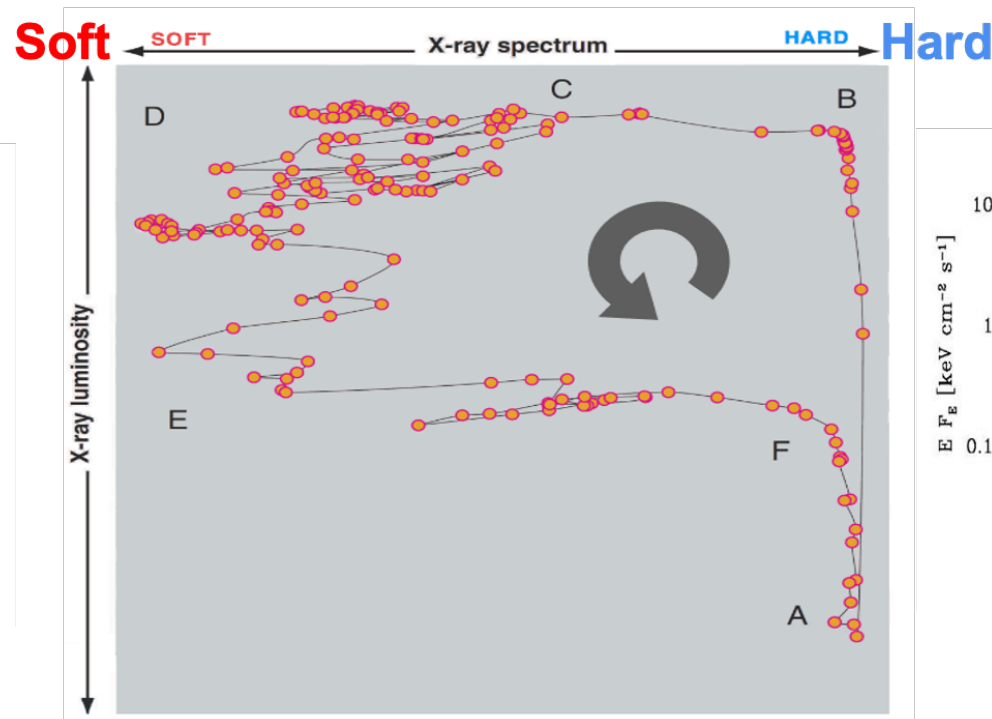 Soft
SOFT
X-ray spectrum
HARD
Hard
D
C
B
X-ray luminosity
E
F
A
10
1
0.1
E F_E [keV cm⁻² s⁻¹]